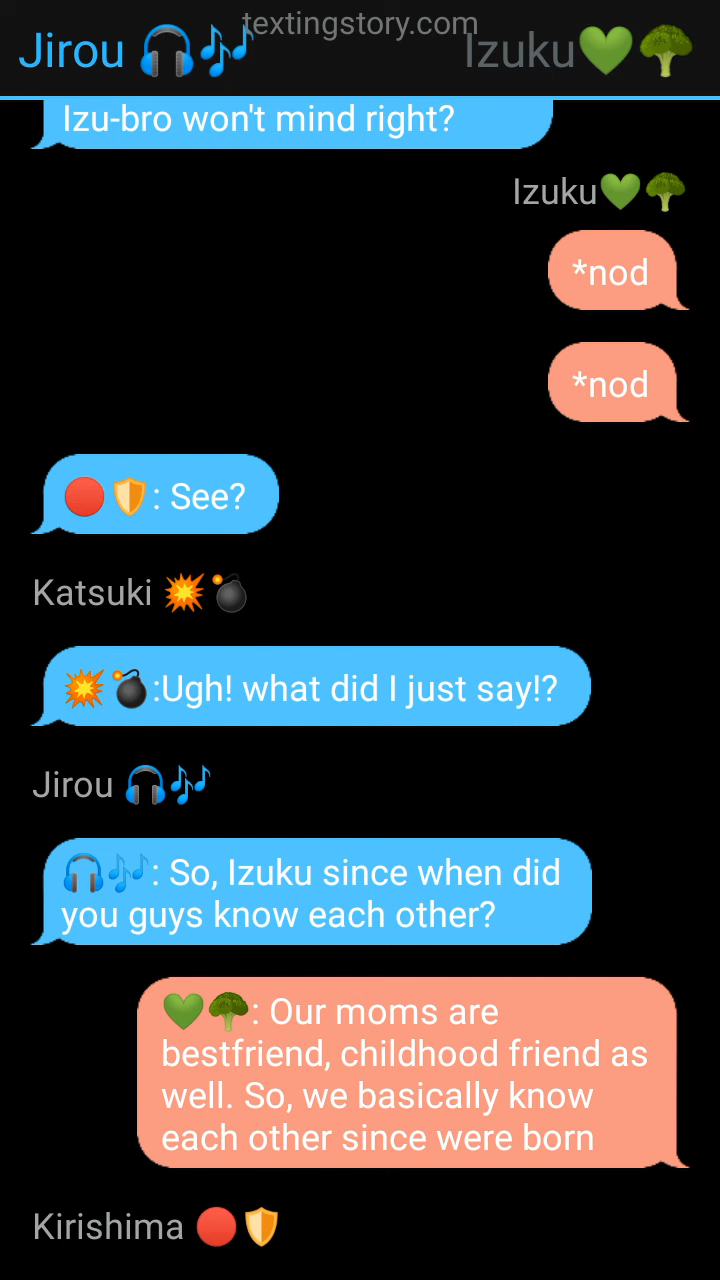 textingstory.com
Jirou 🎧🎶 Izuku💚🥦
Izu-bro won't mind right?
Izuku💚🥦
*nod
*nod
🔴🛡️: See?
Katsuki 💥💣
💥💣:Ugh! what did I just say!?
Jirou 🎧🎶
🎧🎶: So, Izuku since when did
you guys know each other?
💚🥦: Our moms are
bestfriend, childhood friend as
well. So, we basically know
each other since were born
Kirishima 🔴🛡️